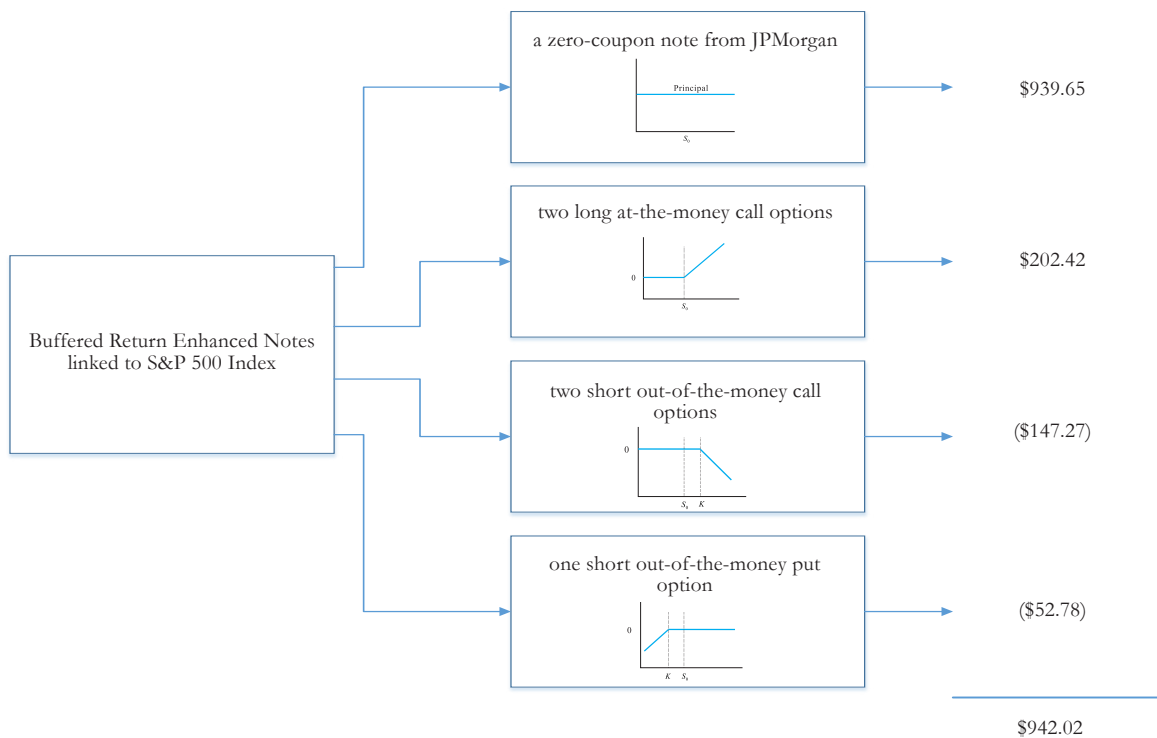 a zero-coupon note from JPMorgan
Principal
S₀
$939.65
two long at-the-money call options
0
S₀
$202.42
Buffered Return Enhanced Notes
linked to S&P 500 Index
two short out-of-the-money call
options
0
S₀ K
($147.27)
one short out-of-the-money put
option
0
K S₀
($52.78)
$942.02